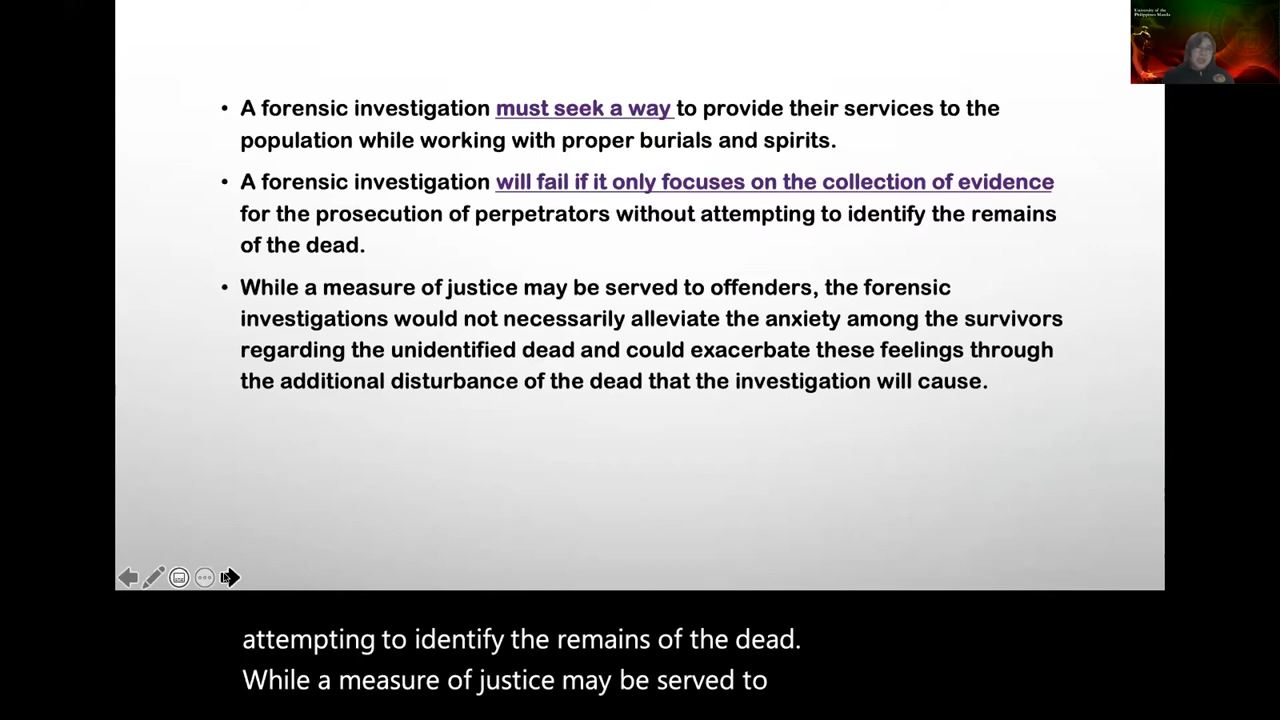 University of the
Philippines Manila
• A forensic investigation must seek a way to provide their services to the
population while working with proper burials and spirits.
• A forensic investigation will fail if it only focuses on the collection of evidence
for the prosecution of perpetrators without attempting to identify the remains
of the dead.
• While a measure of justice may be served to offenders, the forensic
investigations would not necessarily alleviate the anxiety among the survivors
regarding the unidentified dead and could exacerbate these feelings through
the additional disturbance of the dead that the investigation will cause.
attempting to identify the remains of the dead.
While a measure of justice may be served to